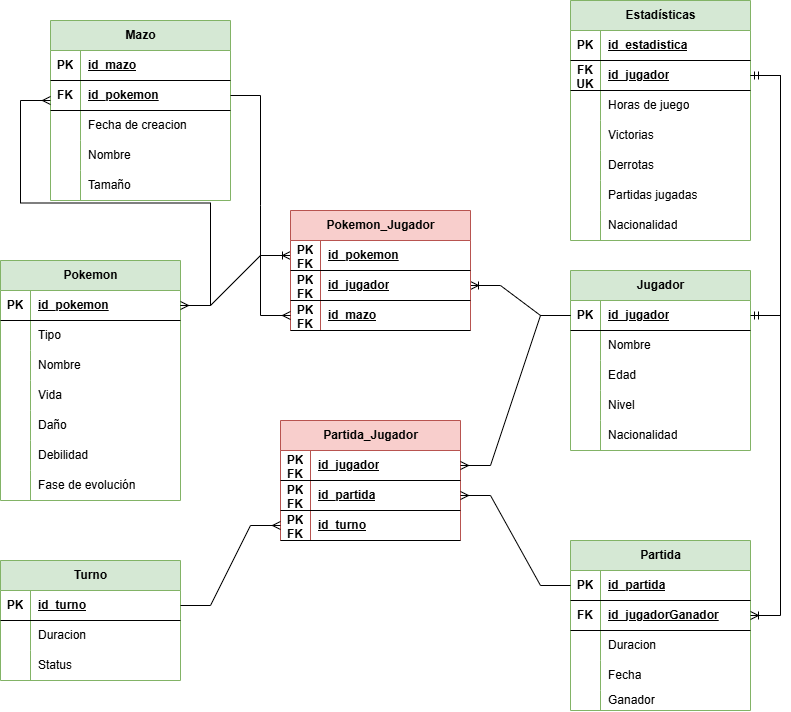 Mazo
PK id_mazo
FK id_pokemon
Fecha de creacion
Nombre
Tamaño
Estadísticas
PK id_estadistica
FK
UK id_jugador
Horas de juego
Victorias
Derrotas
Partidas jugadas
Nacionalidad
Pokemon_Jugador
PK
FK id_pokemon
PK
FK id_jugador
PK
FK id_mazo
Pokemon
PK id_pokemon
Tipo
Nombre
Vida
Daño
Debilidad
Fase de evolución
Jugador
PK id_jugador
Nombre
Edad
Nivel
Nacionalidad
Partida_Jugador
PK
FK id_jugador
PK
FK id_partida
PK
FK id_turno
Turno
PK id_turno
Duracion
Status
Partida
PK id_partida
FK id_jugadorGanador
Duracion
Fecha
Ganador